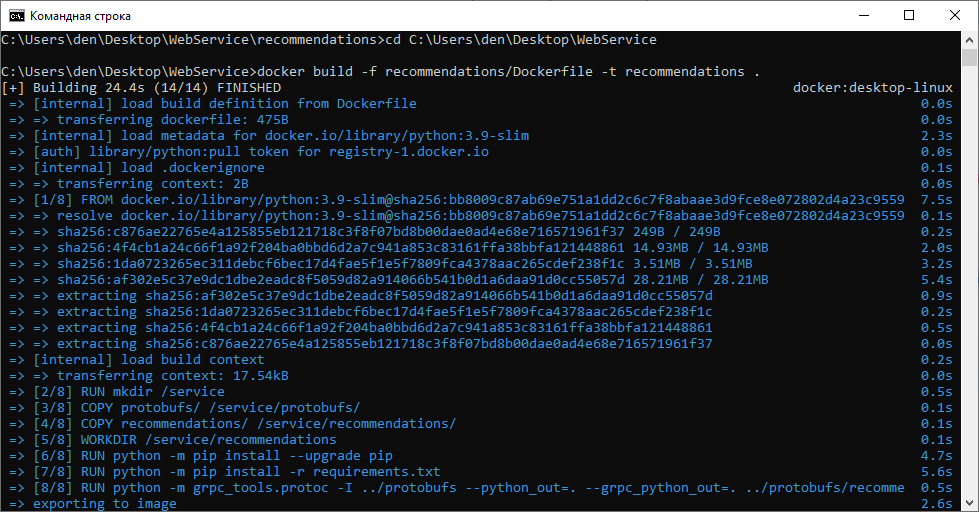 Командная строка
C:\Users\den\Desktop\WebService\recommendations>cd C:\Users\den\Desktop\WebService
C:\Users\den\Desktop\WebService>docker build -f recommendations/Dockerfile -t recommendations .
[+] Building 24.4s (14/14) FINISHED docker:desktop-linux
=> [internal] load build definition from Dockerfile 0.0s
=> => transferring dockerfile: 475B 0.0s
=> [internal] load metadata for docker.io/library/python:3.9-slim 2.3s
=> [auth] library/python:pull token for registry-1.docker.io 0.0s
=> [internal] load .dockerignore 0.1s
=> => transferring context: 2B 0.0s
=> [1/8] FROM docker.io/library/python:3.9-slim@sha256:bb8009c87ab69e751a1dd2c6c7f8abaae3d9fce8e072802d4a23c9559 7.5s
=> => resolve docker.io/library/python:3.9-slim@sha256:bb8009c87ab69e751a1dd2c6c7f8abaae3d9fce8e072802d4a23c9559 0.1s
=> => sha256:c876ae22765e4a125855eb121718c3f8f07bd8b00dae0ad4e68e716571961f37 249B / 249B 0.2s
=> => sha256:4f4cb1a24c66f1a92f204ba0bbd6d2a7c941a853c83161ffa38bbfa121448861 14.93MB / 14.93MB 2.0s
=> => sha256:1da0723265ec311debcf6bec17d4fae5f1e5f7809fca4378aac265cdef238f1c 3.51MB / 3.51MB 3.2s
=> => sha256:af302e5c37e9dc1dbe2eadc8f5059d82a914066b541b0d1a6daa91d0cc55057d 28.21MB / 28.21MB 5.4s
=> => extracting sha256:af302e5c37e9dc1dbe2eadc8f5059d82a914066b541b0d1a6daa91d0cc55057d 0.9s
=> => extracting sha256:1da0723265ec311debcf6bec17d4fae5f1e5f7809fca4378aac265cdef238f1c 0.2s
=> => extracting sha256:4f4cb1a24c66f1a92f204ba0bbd6d2a7c941a853c83161ffa38bbfa121448861 0.5s
=> => extracting sha256:c876ae22765e4a125855eb121718c3f8f07bd8b00dae0ad4e68e716571961f37 0.0s
=> [internal] load build context 0.2s
=> => transferring context: 17.54kB 0.0s
=> [2/8] RUN mkdir /service 0.5s
=> [3/8] COPY protobufs/ /service/protobufs/ 0.1s
=> [4/8] COPY recommendations/ /service/recommendations/ 0.1s
=> [5/8] WORKDIR /service/recommendations 0.1s
=> [6/8] RUN python -m pip install --upgrade pip 4.7s
=> [7/8] RUN python -m pip install -r requirements.txt 5.6s
=> [8/8] RUN python -m grpc_tools.protoc -I ../protobufs --python_out=. --grpc_python_out=. ../protobufs/recomme 0.5s
=> exporting to image 2.6s